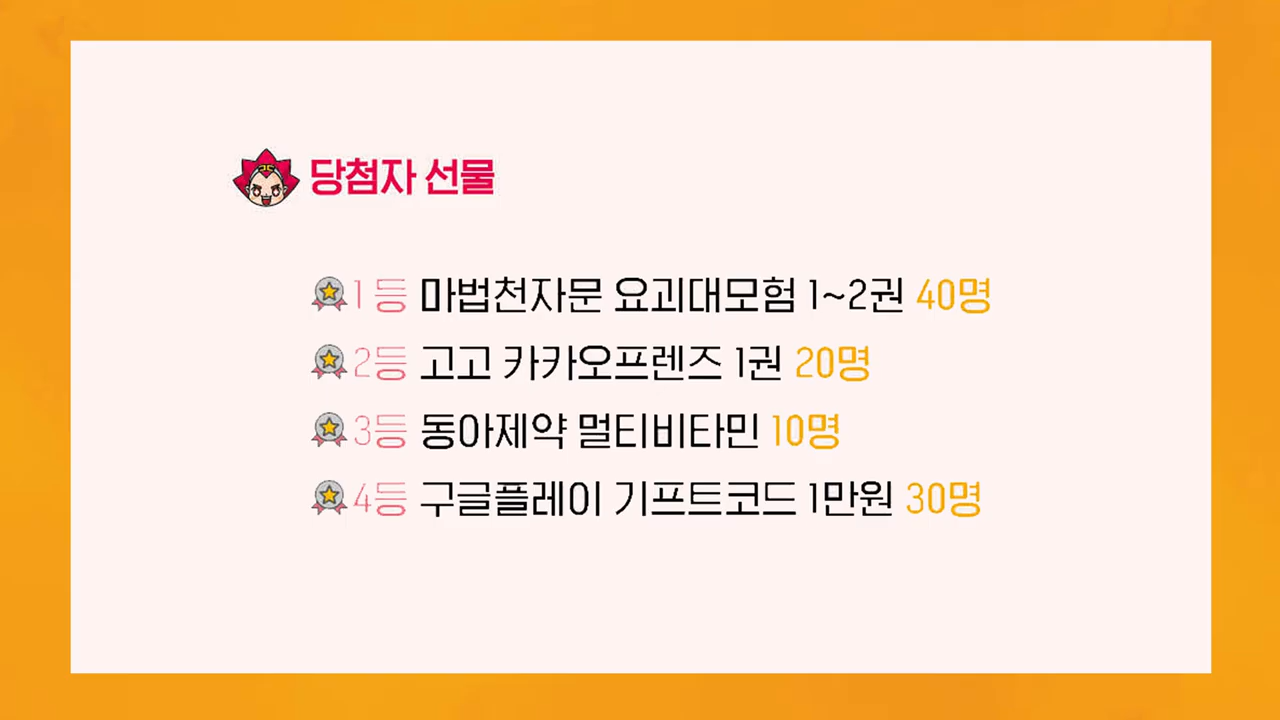 당첨자 선물
1등 마법천자문 요괴대모험 1~2권 40명
2등 고고 카카오프렌즈 1권 20명
3등 동아제약 멀티비타민 10명
4등 구글플레이 기프트코드 1만원 30명